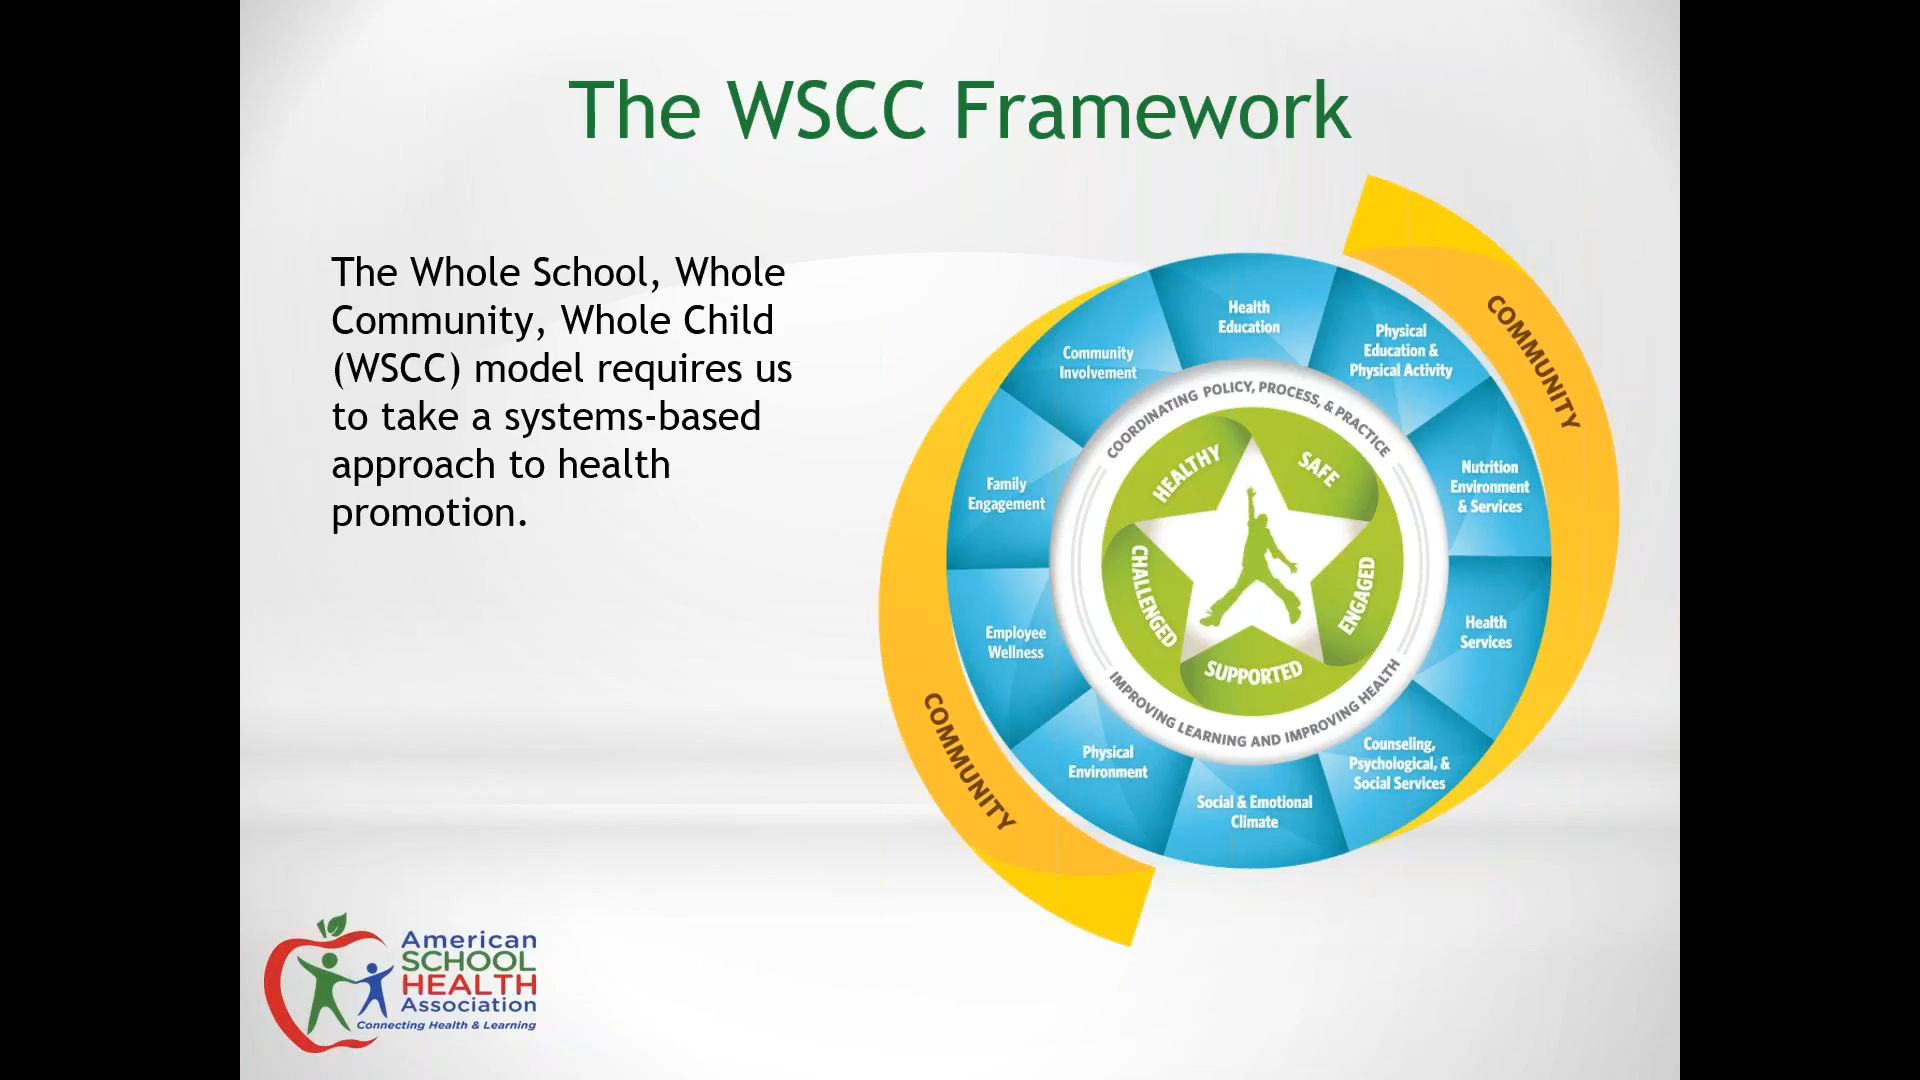 The WSCC Framework
The Whole School, Whole
Community, Whole Child
(WSCC) model requires us
to take a systems-based
approach to health
promotion.
COMMUNITY
Health
Education
Physical
Education &
Physical Activity
Nutrition
Environment
& Services
Health
Services
Counseling,
Psychological, &
Social Services
Social & Emotional
Climate
Physical
Environment
Employee
Wellness
Family
Engagement
Community
Involvement
COORDINATING POLICY, PROCESS, & PRACTICE
IMPROVING LEARNING AND IMPROVING HEALTH
HEALTHY
SAFE
ENGAGED
SUPPORTED
CHALLENGED
COMMUNITY
American
SCHOOL
HEALTH
Association
Connecting Health & Learning